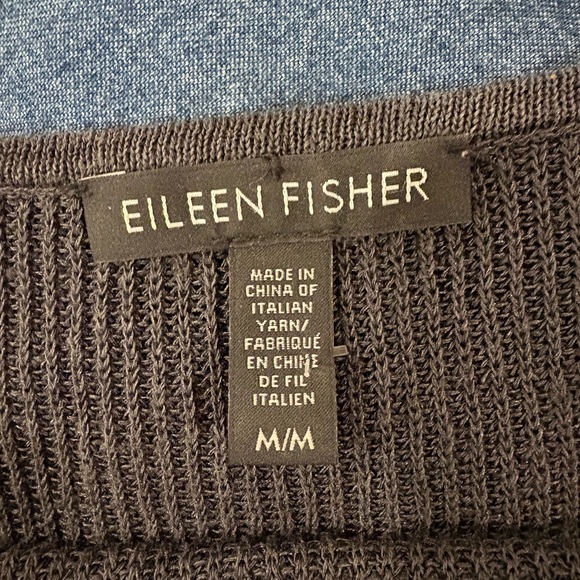 EILEEN FISHER
MADE IN
CHINA OF
ITALIAN
YARN/
FABRIQUÉ
EN CHINE
DE FIL
ITALIEN
M/M